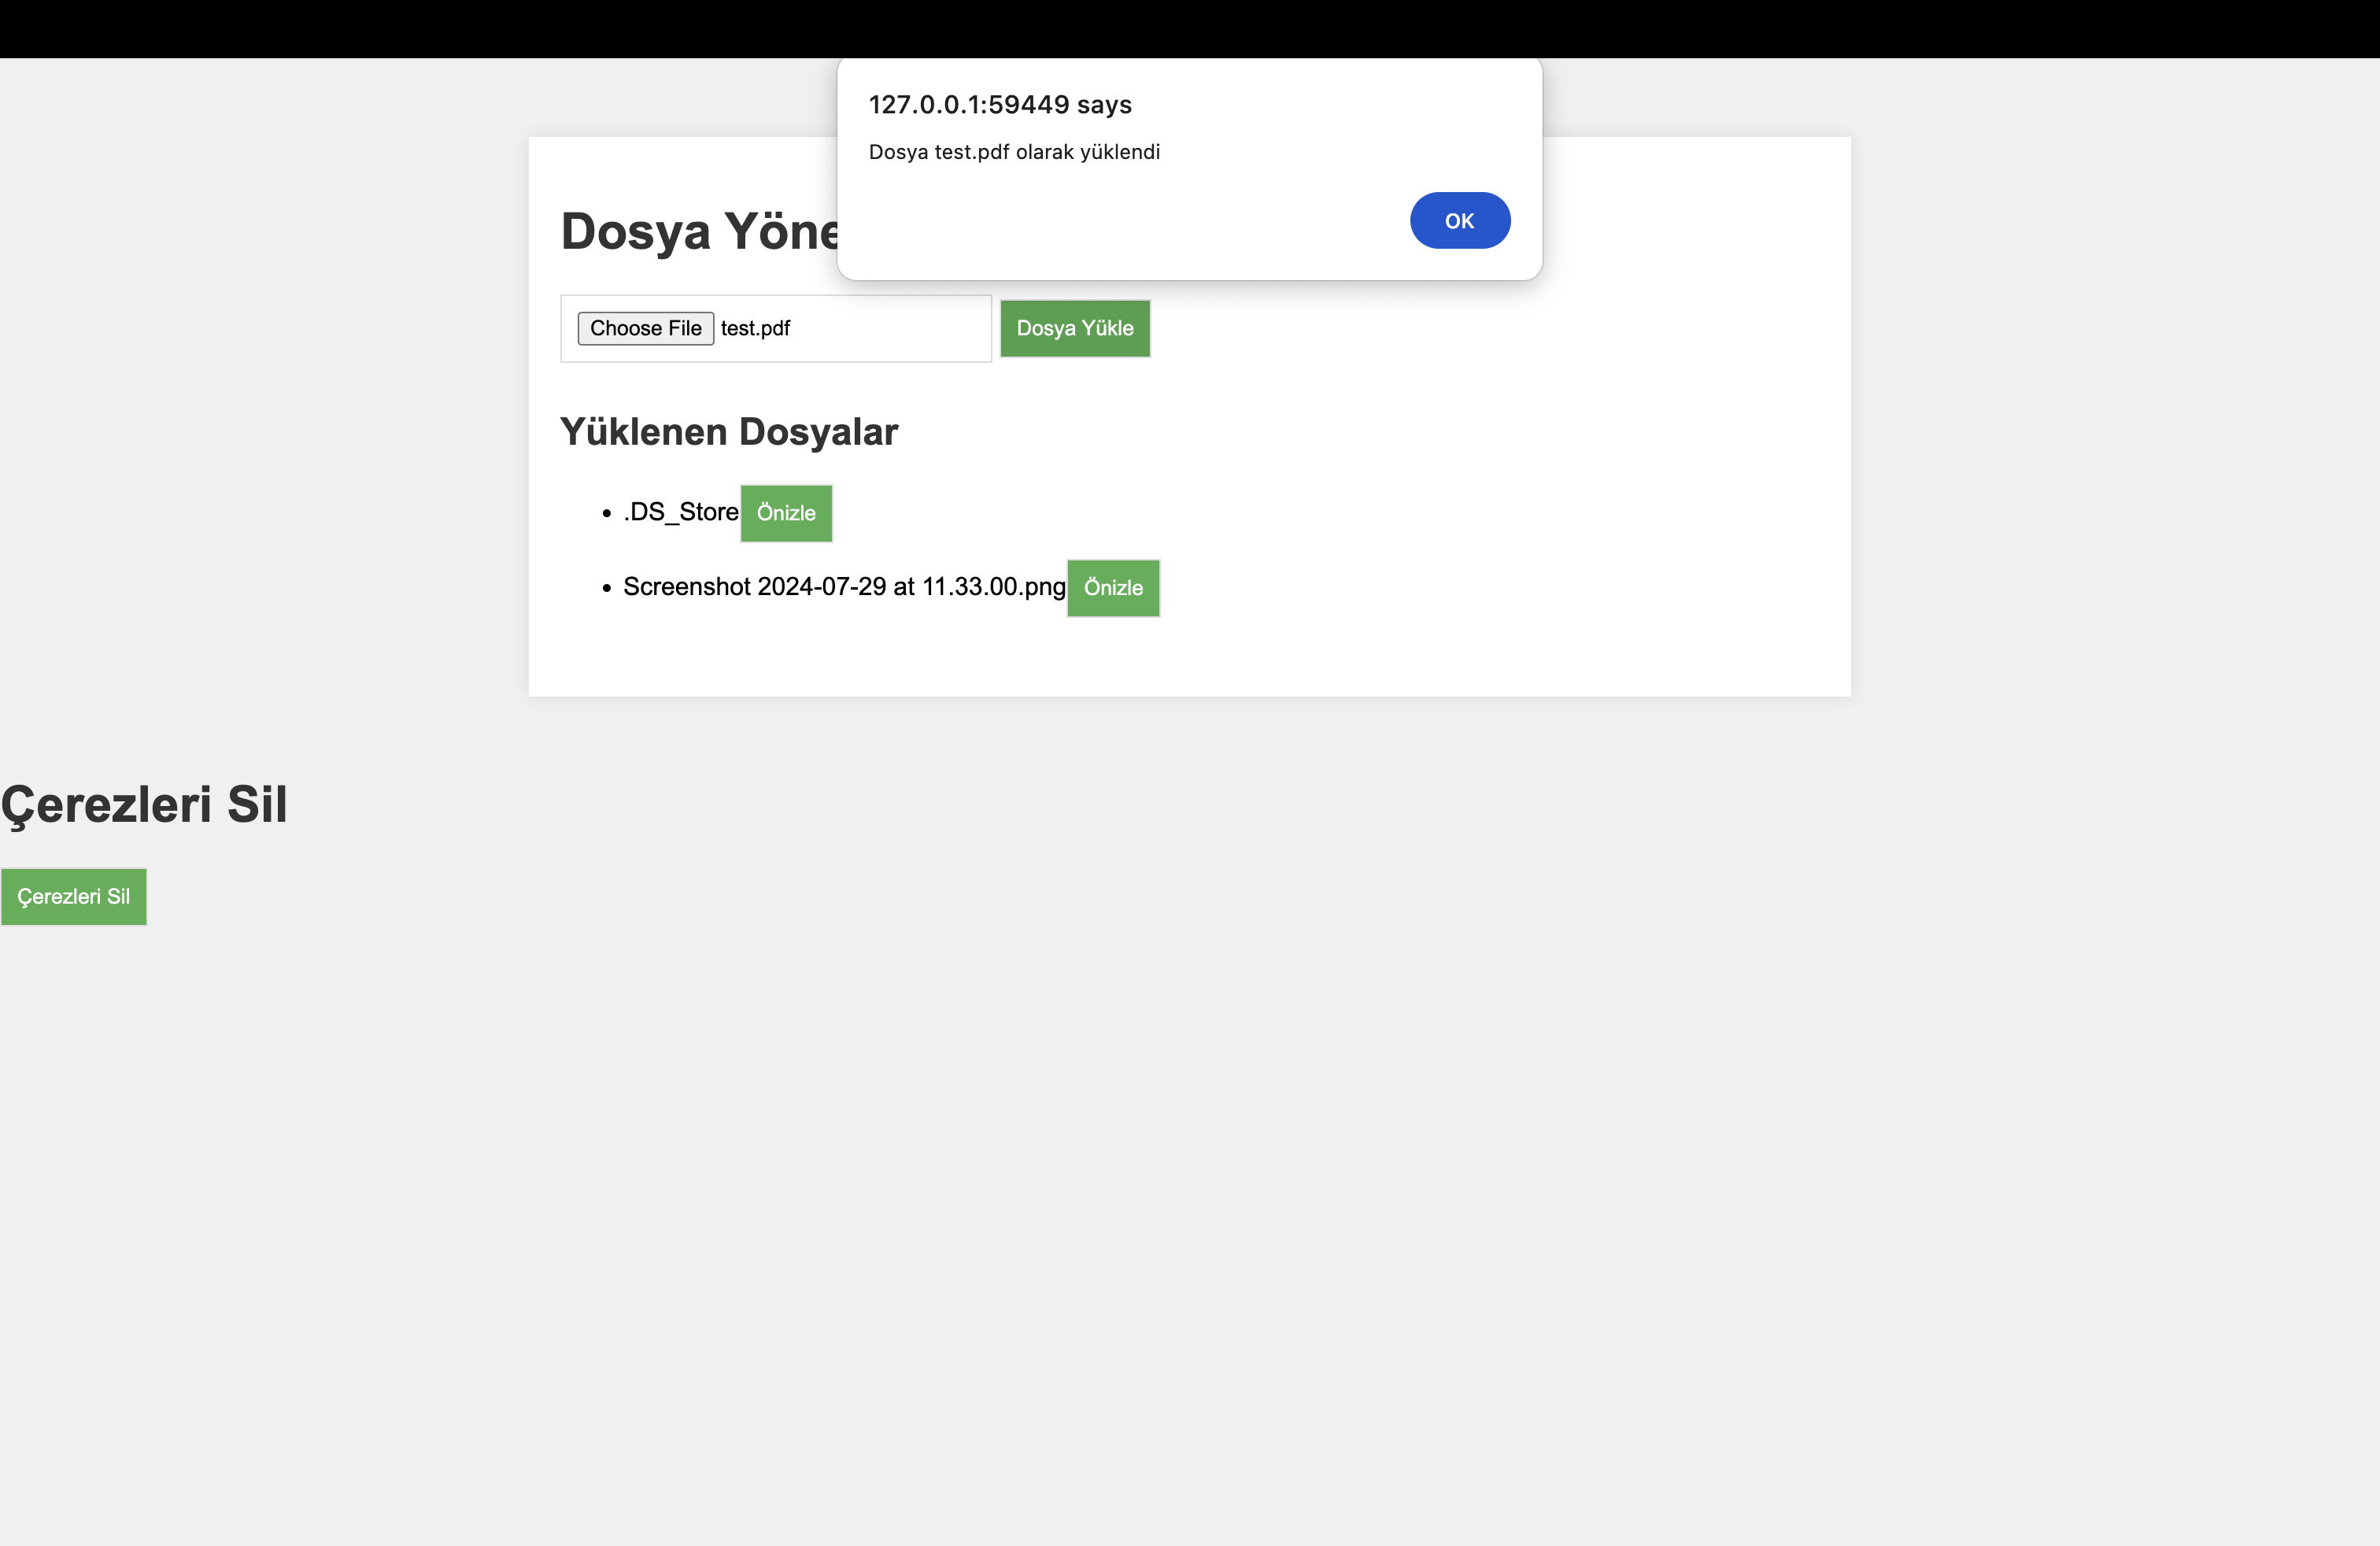 127.0.0.1:59449 says
Dosya test.pdf olarak yüklendi
OK
Dosya Yöne
Choose File test.pdf
Dosya Yükle
Yüklenen Dosyalar
.DS_Store
Önizle
Screenshot 2024-07-29 at 11.33.00.png
Önizle
Çerezleri Sil
Çerezleri Sil